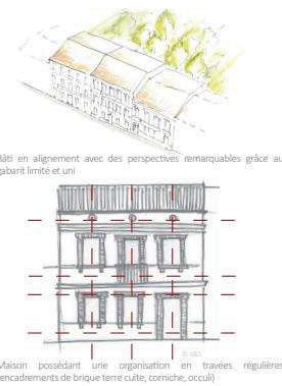 Bâti en alignement avec des perspectives remarquables grâce au
gabarit limité et uni
Maison possédant une organisation en travées régulières
(encadrements de brique terre cuite, corniche, occuli)